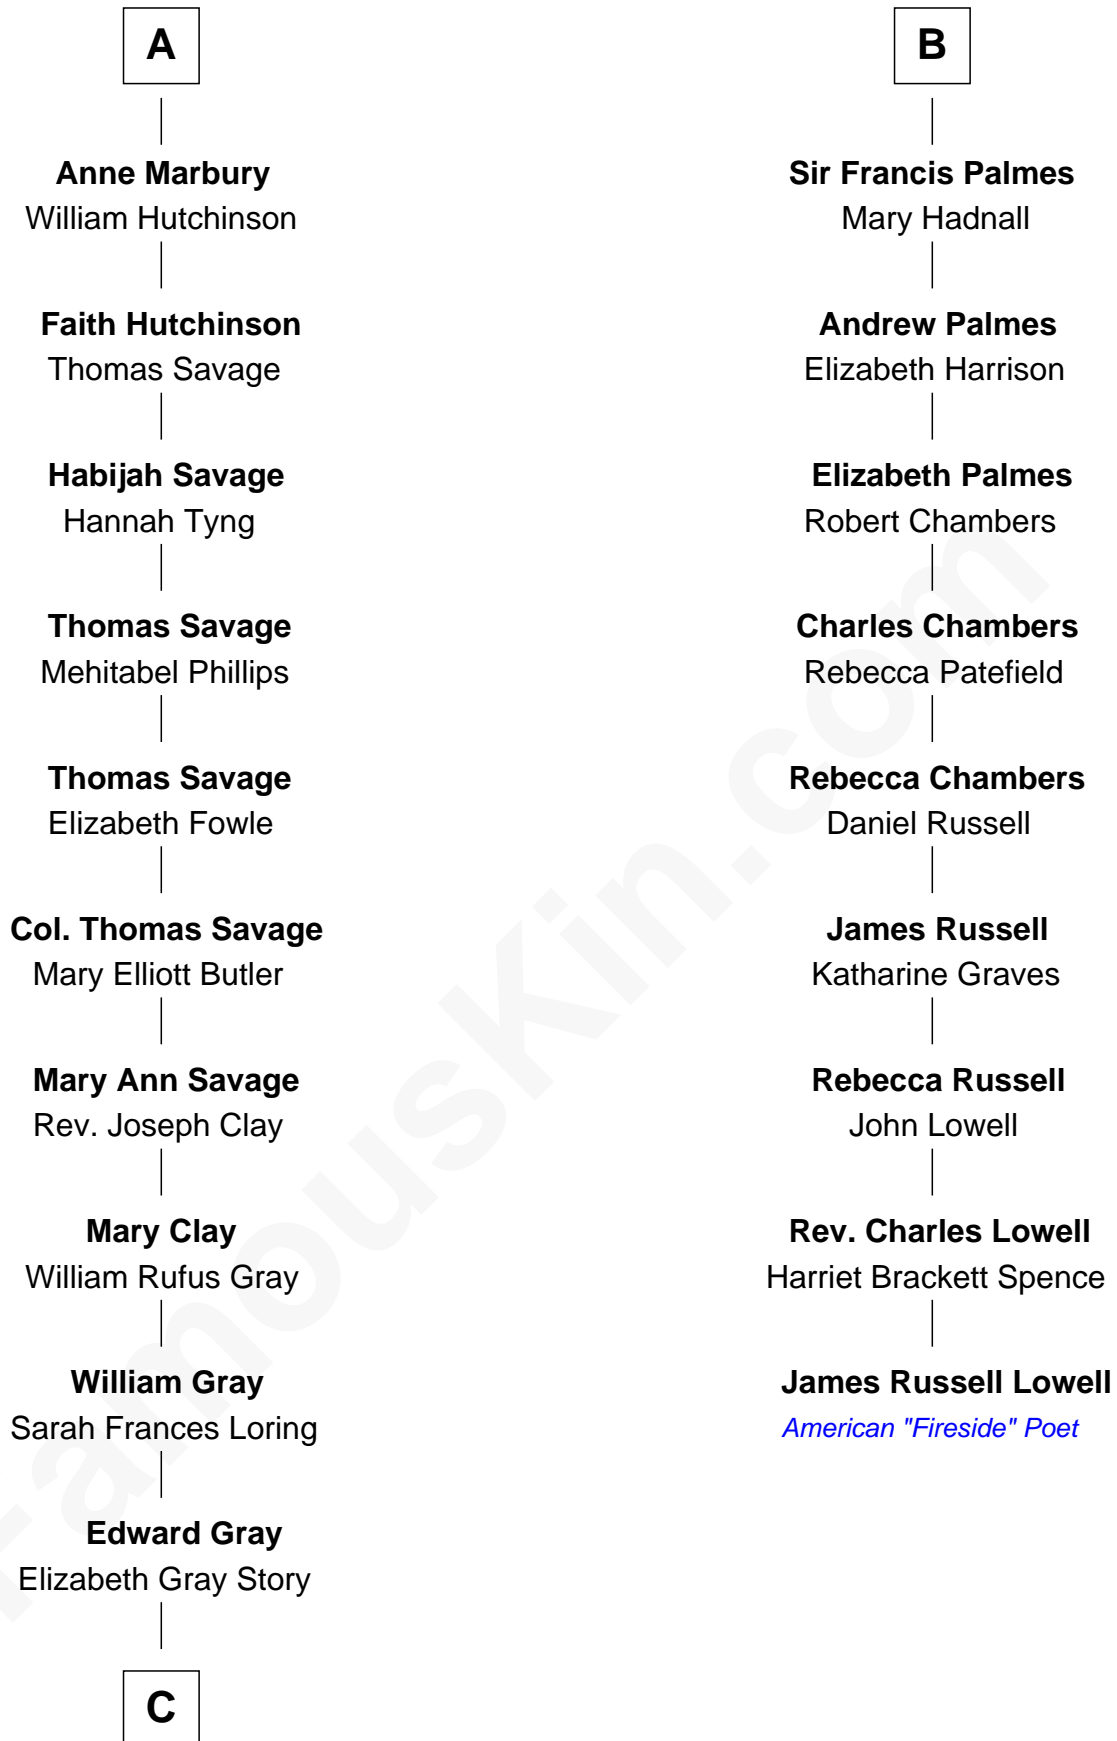 A
Anne Marbury
William Hutchinson
Faith Hutchinson
Thomas Savage
Habijah Savage
Hannah Tyng
Thomas Savage
Mehitabel Phillips
Thomas Savage
Elizabeth Fowle
Col. Thomas Savage
Mary Elliott Butler
Mary Ann Savage
Rev. Joseph Clay
Mary Clay
William Rufus Gray
William Gray
Sarah Frances Loring
Edward Gray
Elizabeth Gray Story
C
B
Sir Francis Palmes
Mary Hadnall
Andrew Palmes
Elizabeth Harrison
Elizabeth Palmes
Robert Chambers
Charles Chambers
Rebecca Patefield
Rebecca Chambers
Daniel Russell
James Russell
Katharine Graves
Rebecca Russell
John Lowell
Rev. Charles Lowell
Harriet Brackett Spence
James Russell Lowell
American "Fireside" Poet
FamousKin.com